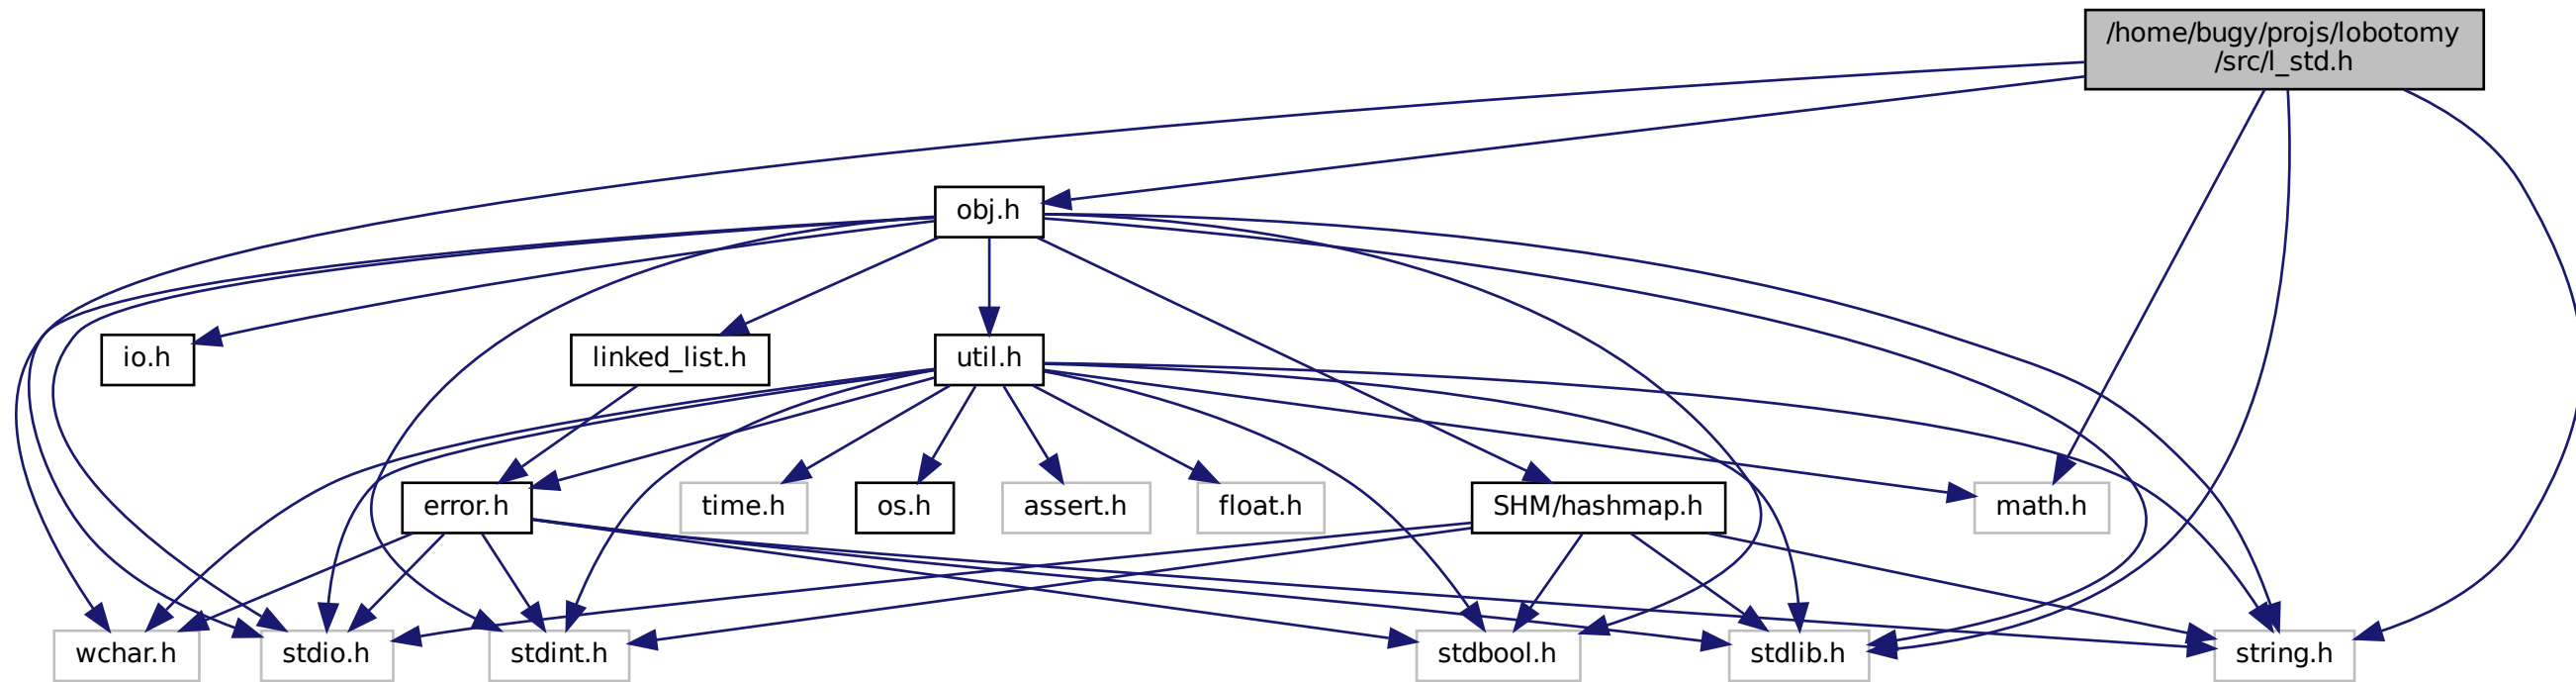 /home/bugy/projs/lobotomy
/src/l_std.h
obj.h
io.h
linked_list.h
util.h
error.h
time.h
os.h
assert.h
float.h
SHM/hashmap.h
math.h
wchar.h
stdio.h
stdint.h
stdbool.h
stdlib.h
string.h